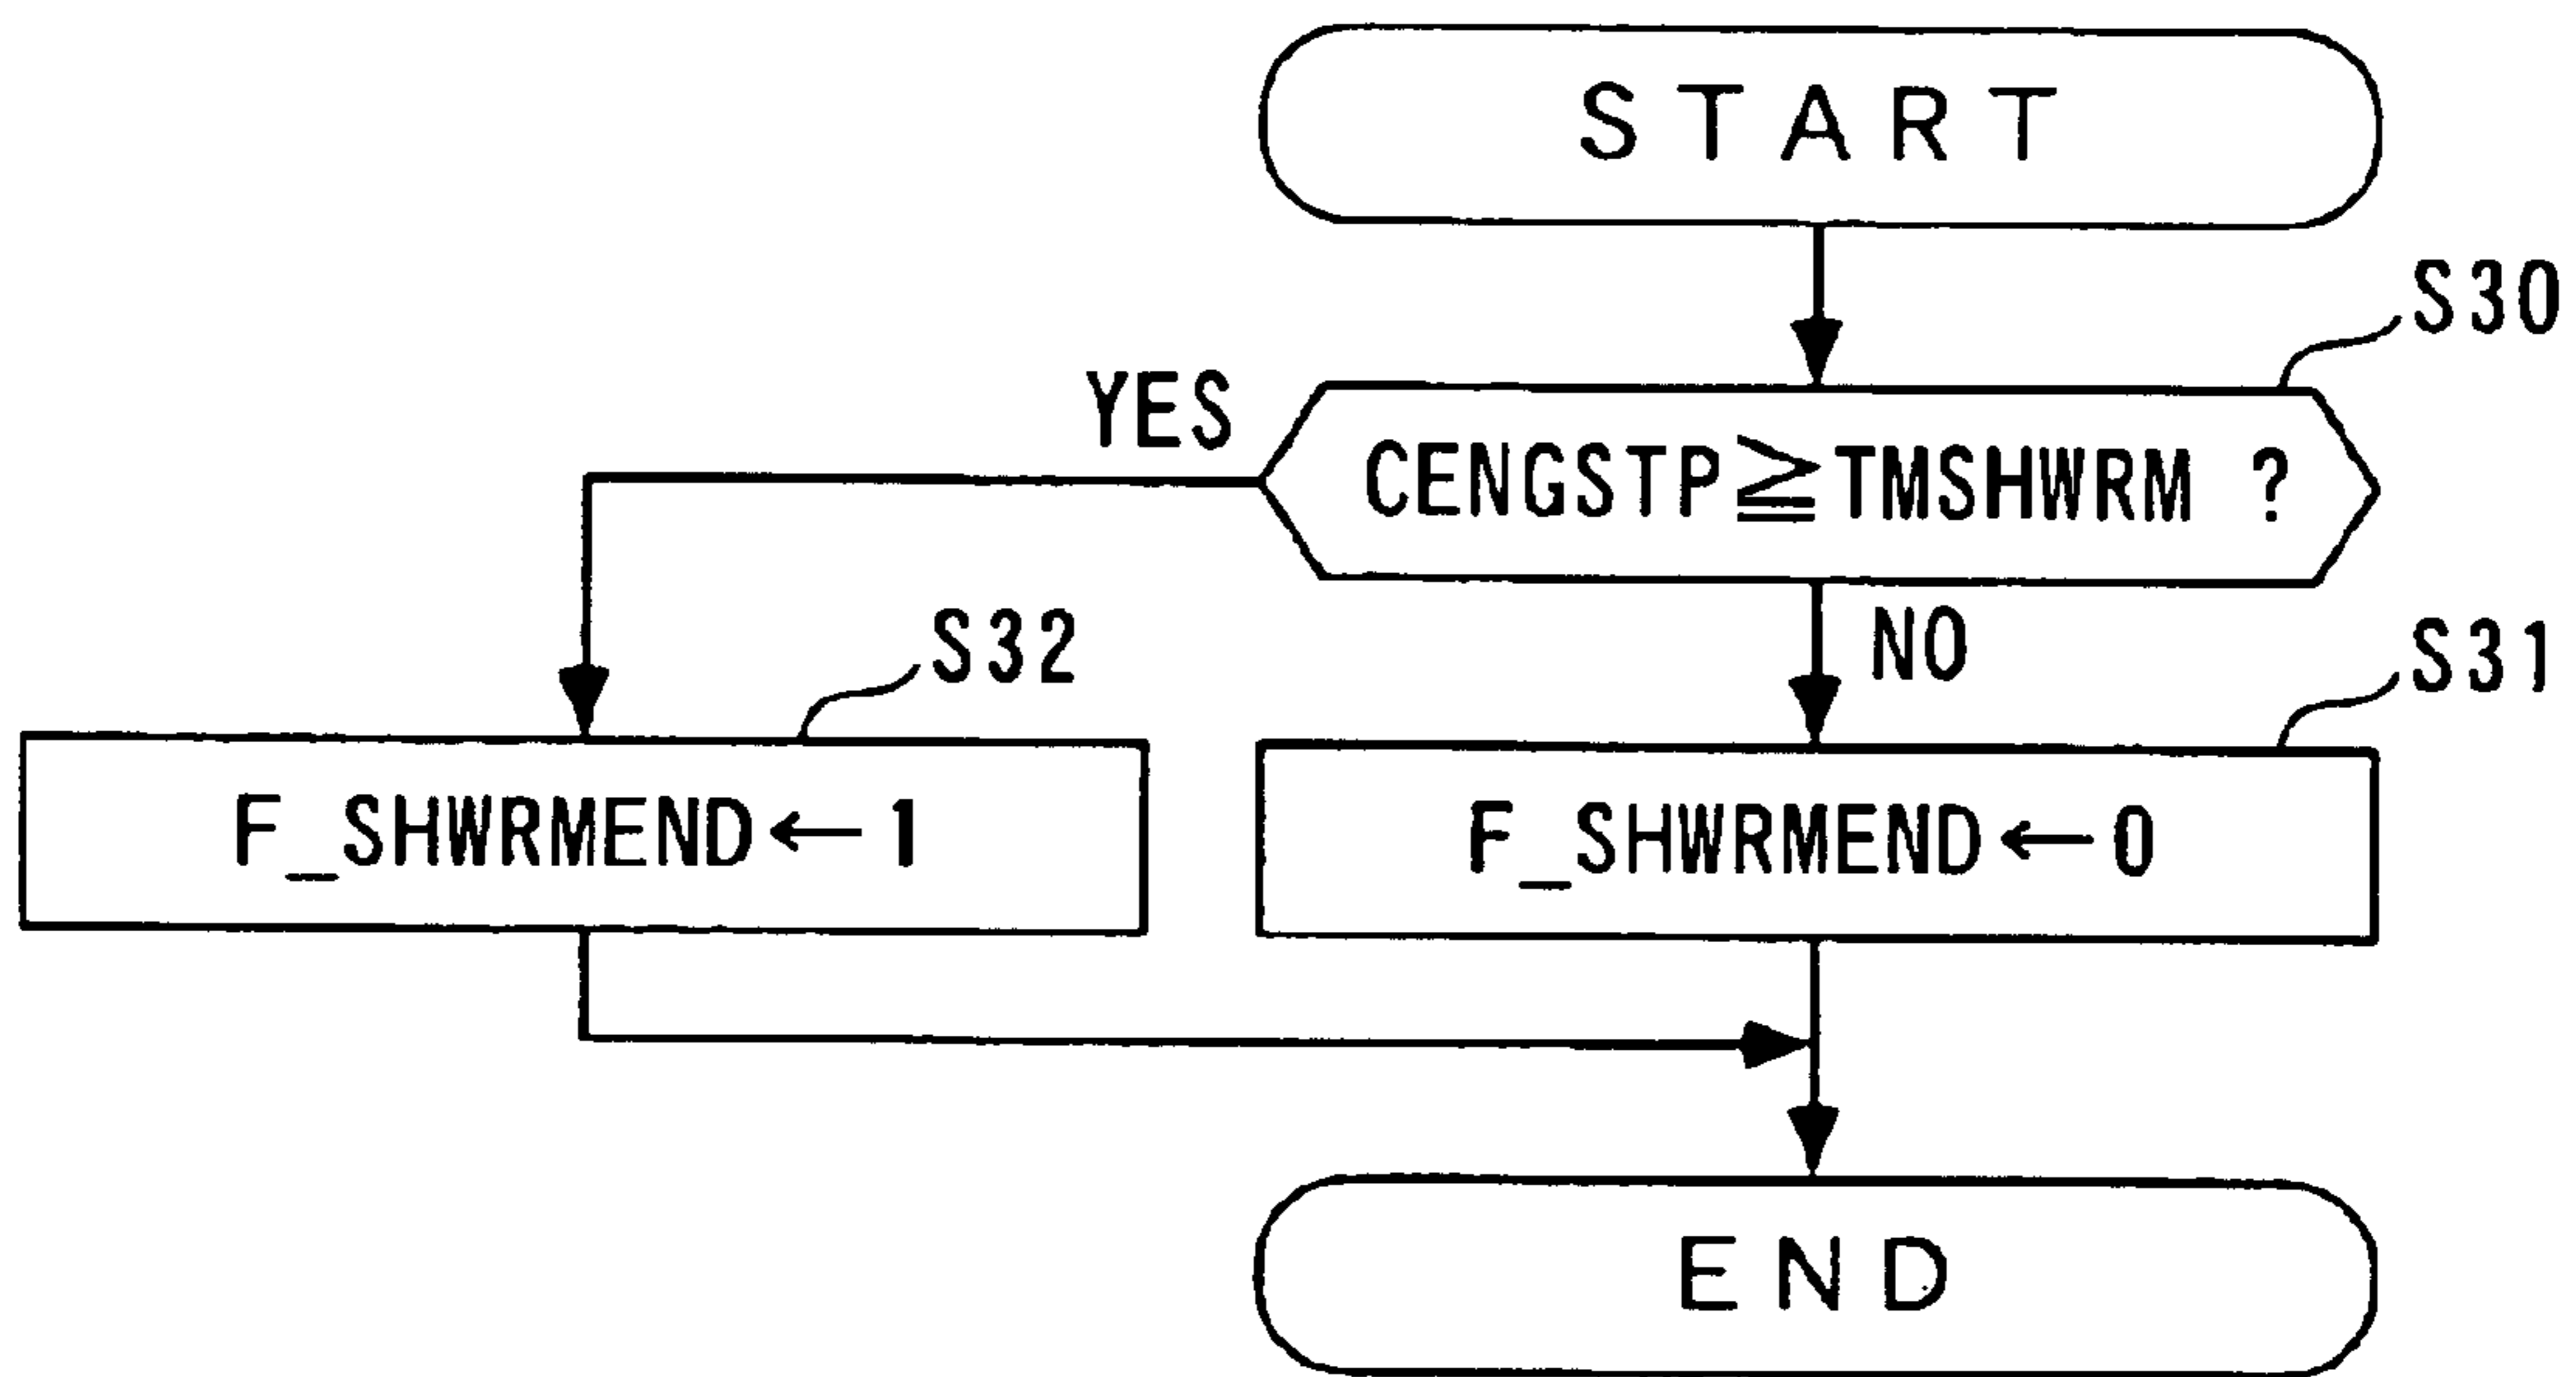 START
S30
YES
CENGSTP≧TMSHWRM ?
NO
S32
S31
F_SHWRMEND←1
F_SHWRMEND←0
END